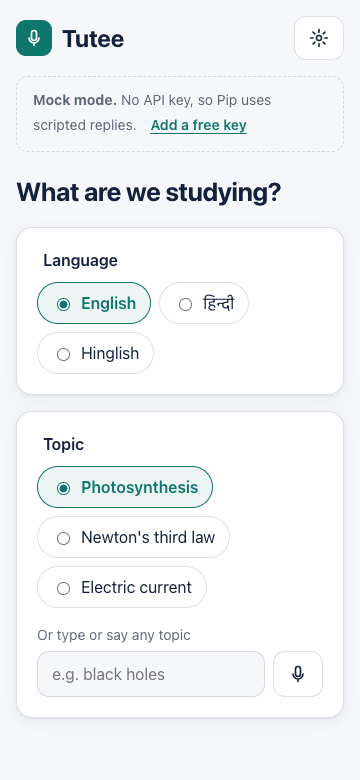 Tutee
Mock mode. No API key, so Pip uses
scripted replies. Add a free key
What are we studying?
Language
English
हिन्दी
Hinglish
Topic
Photosynthesis
Newton's third law
Electric current
Or type or say any topic
e.g. black holes